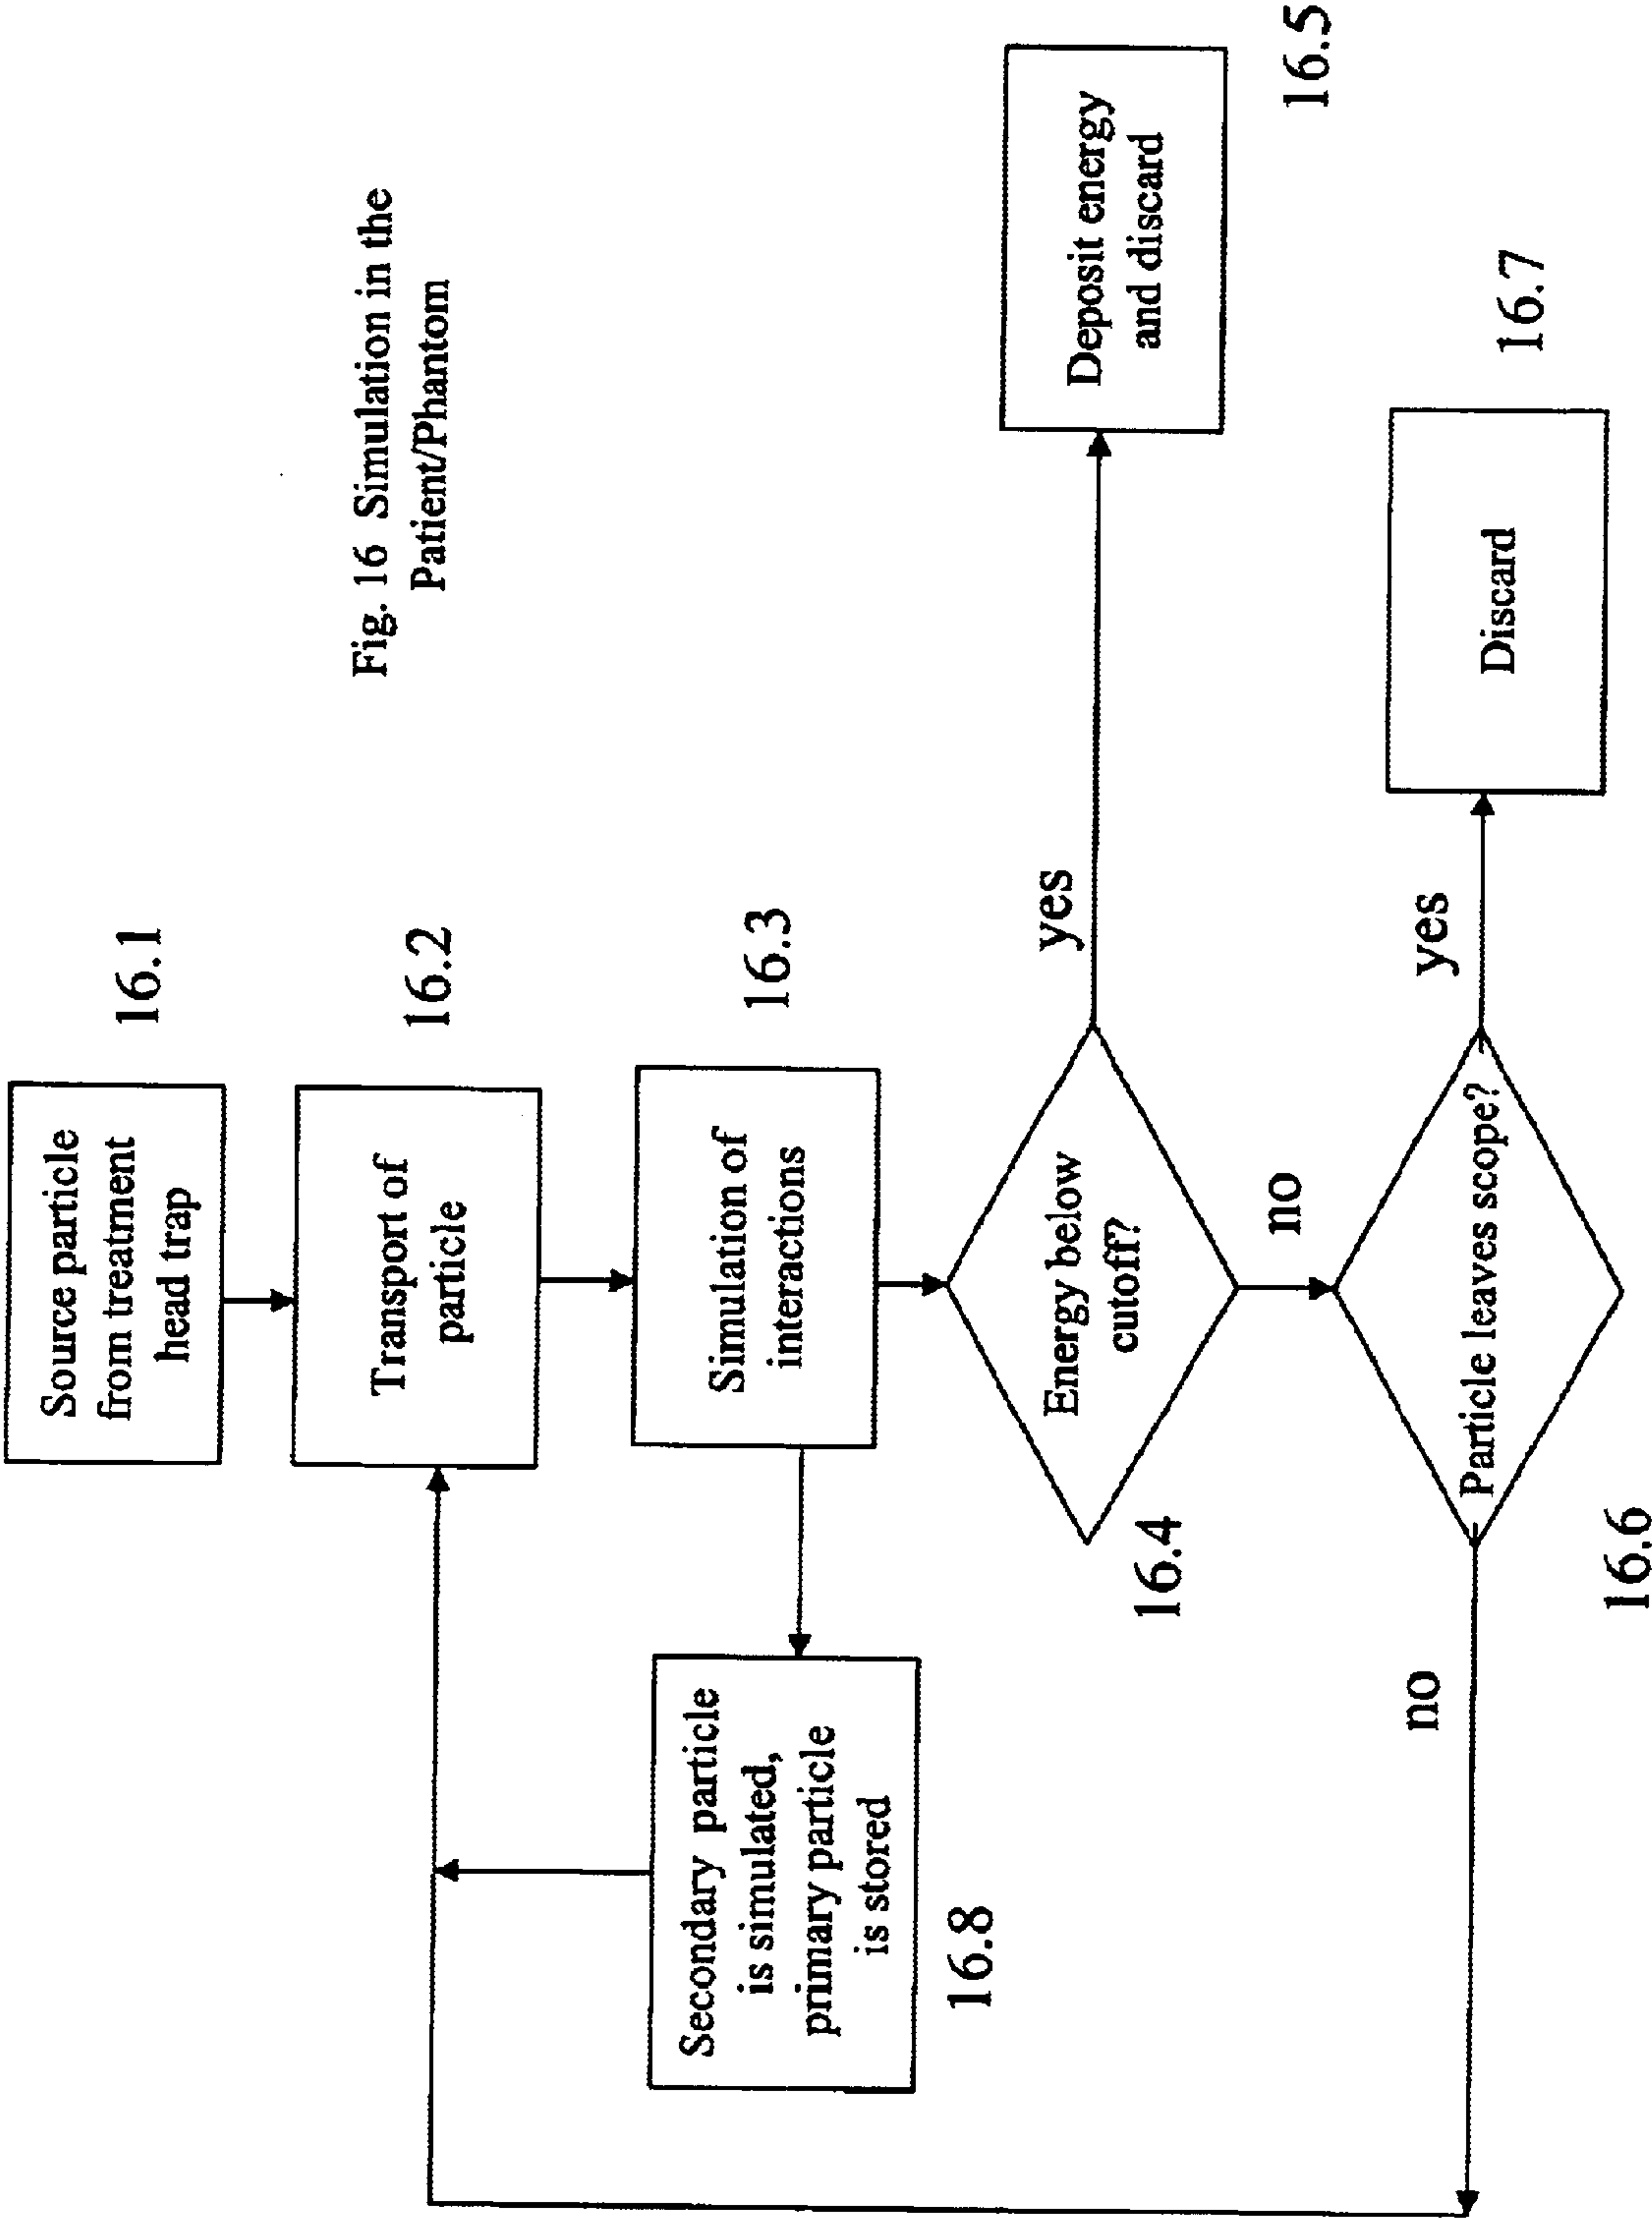 Source particle
from treatment
head trap
16.1
Transport of
particle
16.2
Fig. 16 Simulation in the
Patient/Phantom
Simulation of
interactions
16.3
Secondary particle
is simulated,
primary particle
is stored
16.8
Energy below
cutoff?
16.4
yes
Deposit energy
and discard
16.5
no
Particle leaves scope?
16.6
yes
Discard
16.7
no